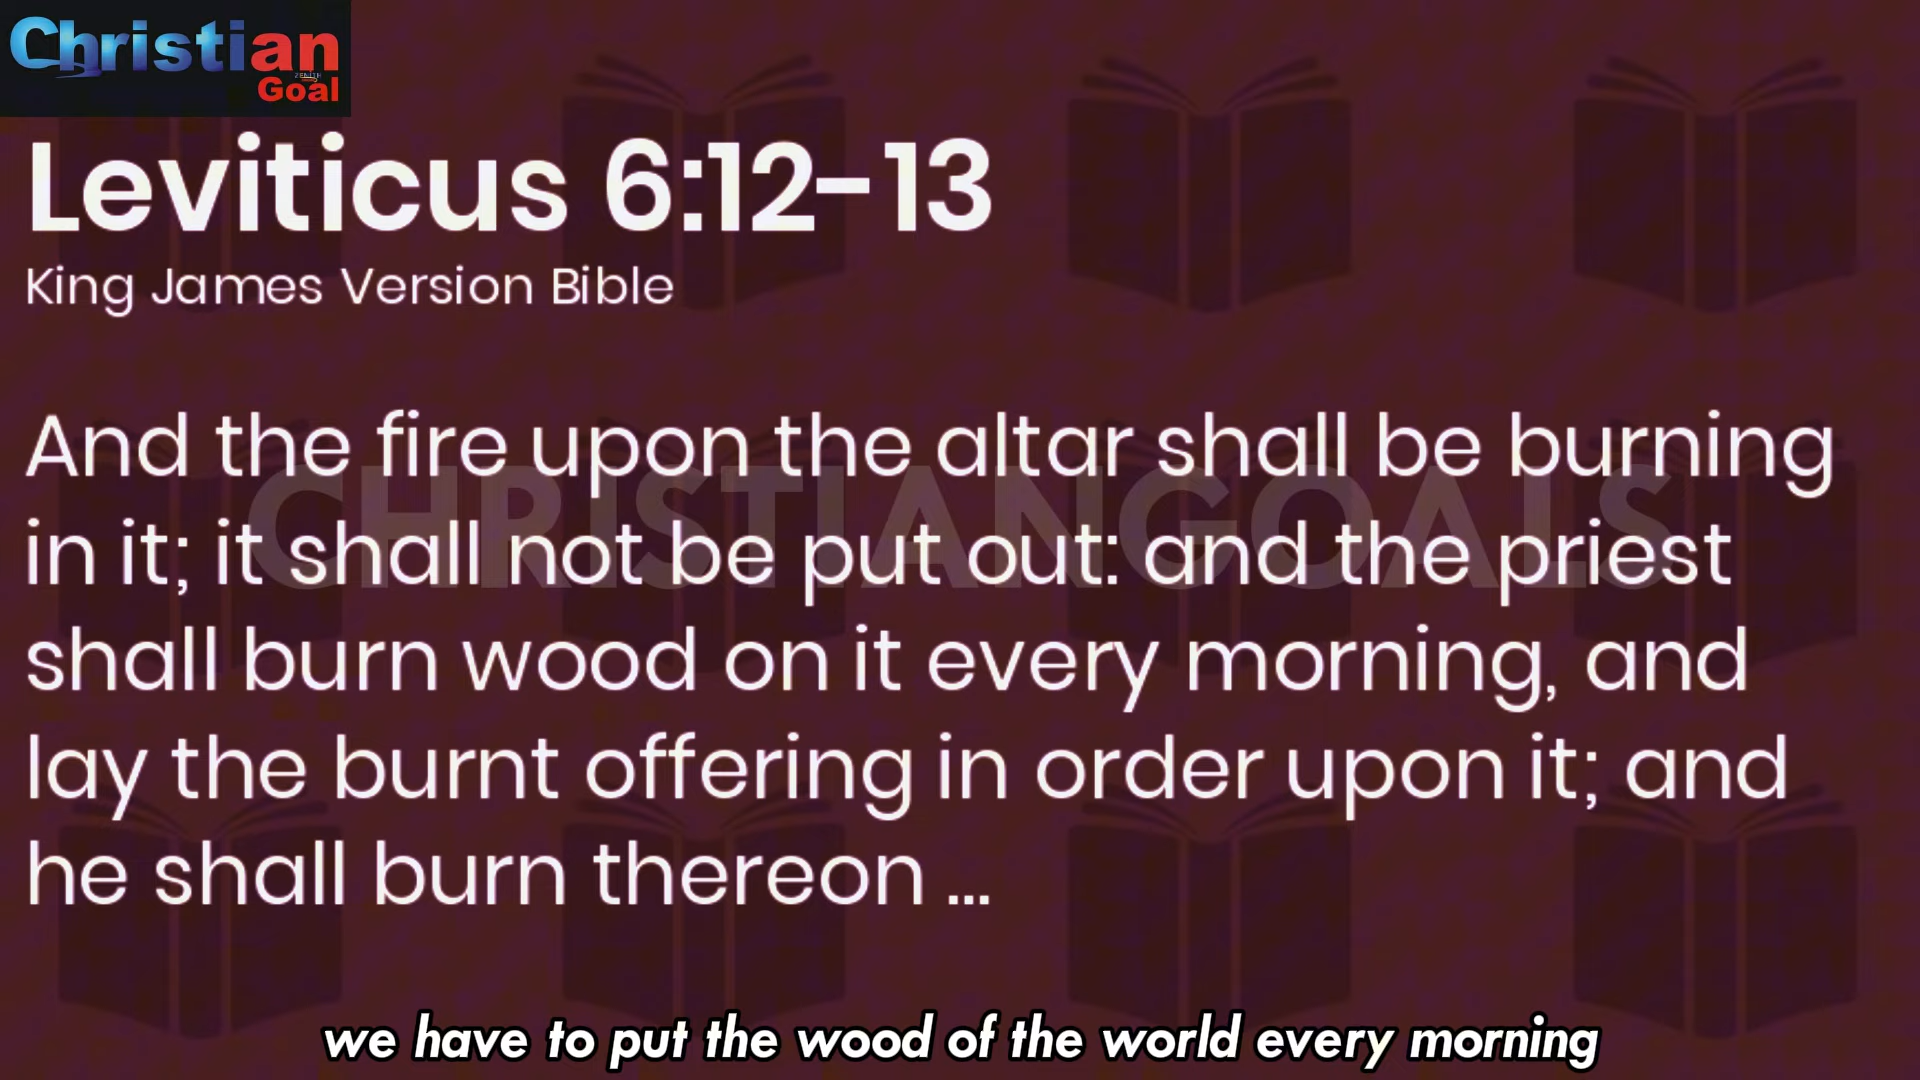 Christian
ZENITH
Goal
Leviticus 6:12-13
King James Version Bible
And the fire upon the altar shall be burning
in it; it shall not be put out: and the priest
shall burn wood on it every morning, and
lay the burnt offering in order upon it; and
he shall burn thereon ...
CHRISTIANGOALS
we have to put the wood of the world every morning